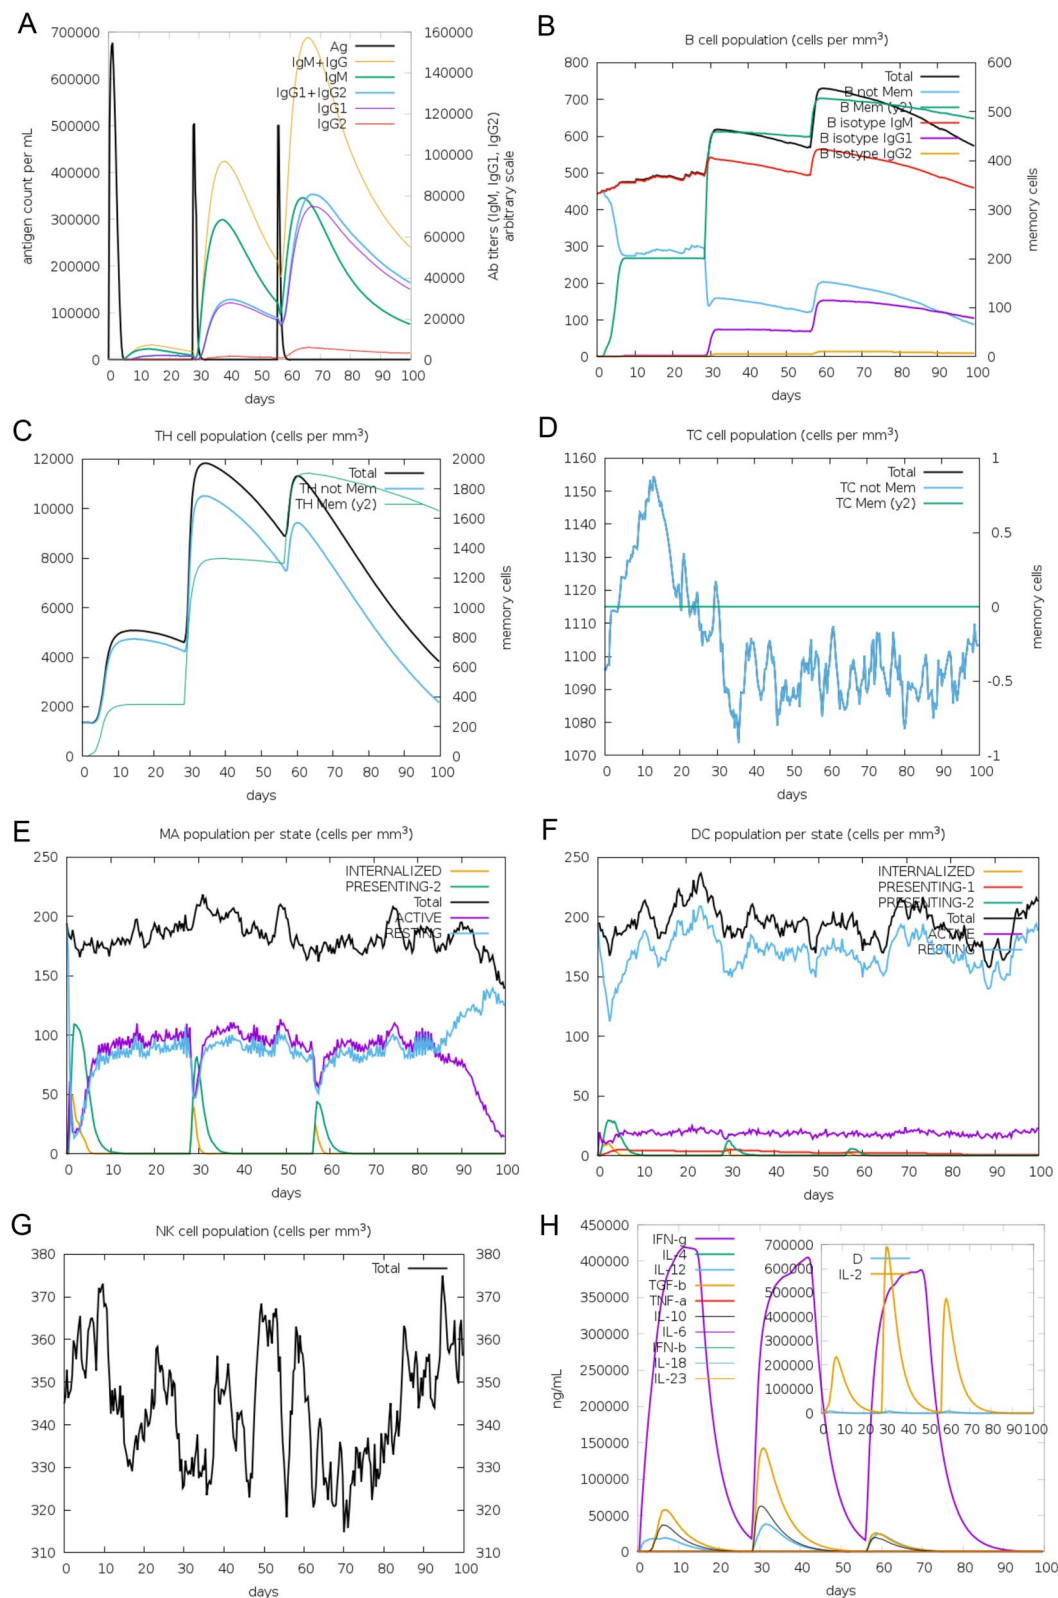 A
700000
600000
500000
400000
300000
200000
100000
0
antigen count per mL
Ag
IgM+IgG
IgM
IgG1+IgG2
IgG1
IgG2
160000
140000
120000
100000
80000
60000
40000
20000
0
Ab titers (IgM, IgG1, IgG2)
arbitrary scale
0 10 20 30 40 50 60 70 80 90 100
days
B
B cell population (cells per mm³)
800
700
600
500
400
300
200
100
0
Total
B not Mem
B Mem (y2)
B isotype IgM
B isotype IgG1
B isotype IgG2
600
500
400
300
200
100
0
memory cells
0 10 20 30 40 50 60 70 80 90 100
days
C
TH cell population (cells per mm³)
12000
10000
8000
6000
4000
2000
0
Total
TH not Mem
TH Mem (y2)
2000
1800
1600
1400
1200
1000
800
600
400
200
0
memory cells
0 10 20 30 40 50 60 70 80 90 100
days
D
TC cell population (cells per mm³)
1160
1150
1140
1130
1120
1110
1100
1090
1080
1070
Total
TC not Mem
TC Mem (y2)
1
0.5
0
-0.5
-1
memory cells
0 10 20 30 40 50 60 70 80 90 100
days
E
MA population per state (cells per mm³)
250
200
150
100
50
0
INTERNALIZED
PRESENTING-2
Total
ACTIVE
RESTING
0 10 20 30 40 50 60 70 80 90 100
days
F
DC population per state (cells per mm³)
250
200
150
100
50
0
INTERNALIZED
PRESENTING-1
PRESENTING-2
Total
ACTIVE
RESTING
0 10 20 30 40 50 60 70 80 90 100
days
G
NK cell population (cells per mm³)
380
370
360
350
340
330
320
310
Total
380
370
360
350
340
330
320
310
0 10 20 30 40 50 60 70 80 90 100
days
H
450000
400000
350000
300000
250000
200000
150000
100000
50000
0
ng/mL
IFN-g
IL-4
IL-12
TGF-b
TNF-a
IL-10
IL-6
IFN-b
IL-18
IL-23
700000
600000
500000
400000
300000
200000
100000
0
D
IL-2
0 10 20 30 40 50 60 70 80 90 100
0 10 20 30 40 50 60 70 80 90 100
days